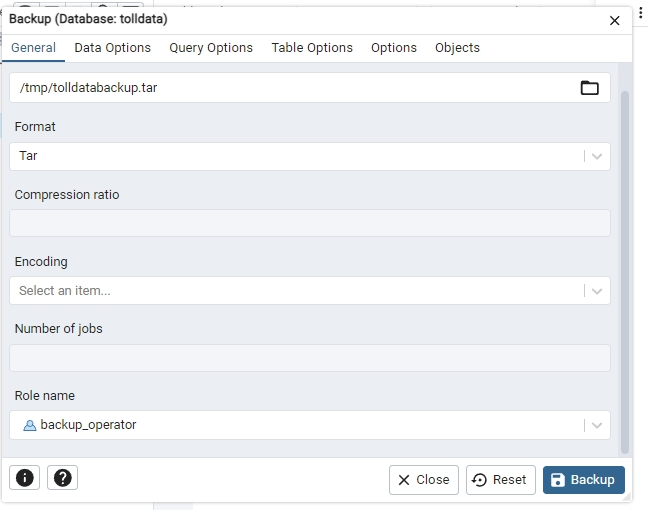 Backup (Database: tolldata)
General Data Options Query Options Table Options Options Objects
/tmp/tolldatabackup.tar
Format
Tar
Compression ratio
Encoding
Select an item...
Number of jobs
Role name
backup_operator
Close Reset Backup